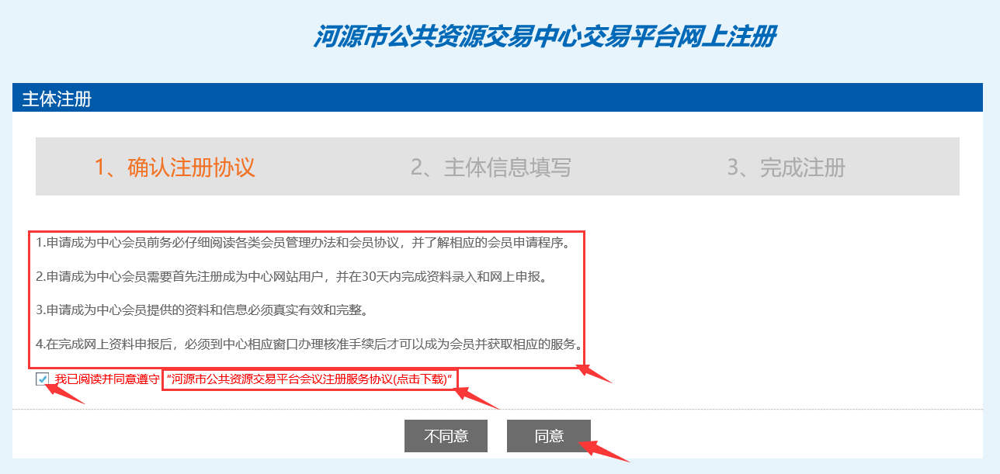 河源市公共资源交易中心交易平台网上注册
主体注册
1、确认注册协议
2、主体信息填写
3、完成注册
1.申请成为中心会员前务必仔细阅读各类会员管理办法和会员协议，并了解相应的会员申请程序。
2.申请成为中心会员需要首先注册成为中心网站用户，并在30天内完成资料录入和网上申报。
3.申请成为中心会员提供的资料和信息必须真实有效和完整。
4.在完成网上资料申报后，必须到中心相应窗口办理核准手续后才可以成为会员并获取相应的服务。
我已阅读并同意遵守 “河源市公共资源交易平台会议注册服务协议(点击下载)”
不同意
同意